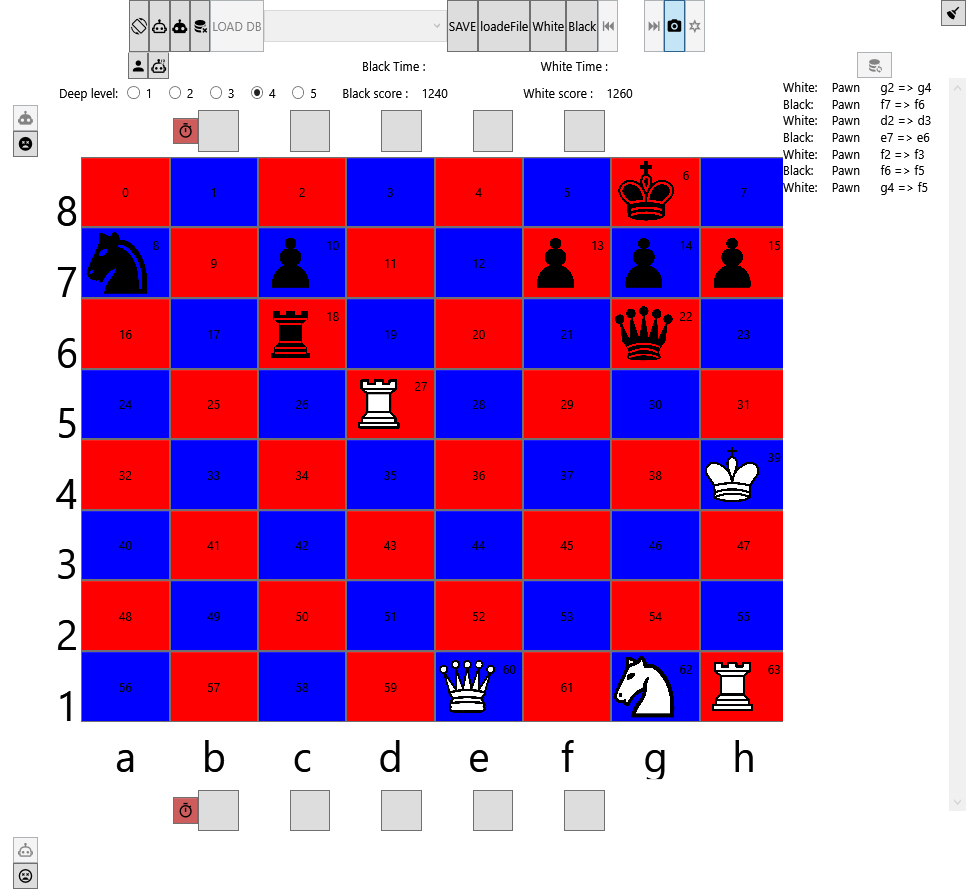 LOAD DB SAVE loadeFile White Black
Black Time : White Time :
Deep level: 1 2 3 4 5 Black score : 1240 White score : 1260
White: Pawn g2 => g4
Black: Pawn f7 => f6
White: Pawn d2 => d3
Black: Pawn e7 => e6
White: Pawn f2 => f3
Black: Pawn f6 => f5
White: Pawn g4 => f5
8 0 1 2 3 4 5 6 7
7 8 9 10 11 12 13 14 15
6 16 17 18 19 20 21 22 23
5 24 25 26 27 28 29 30 31
4 32 33 34 35 36 37 38 39
3 40 41 42 43 44 45 46 47
2 48 49 50 51 52 53 54 55
1 56 57 58 59 60 61 62 63
a b c d e f g h